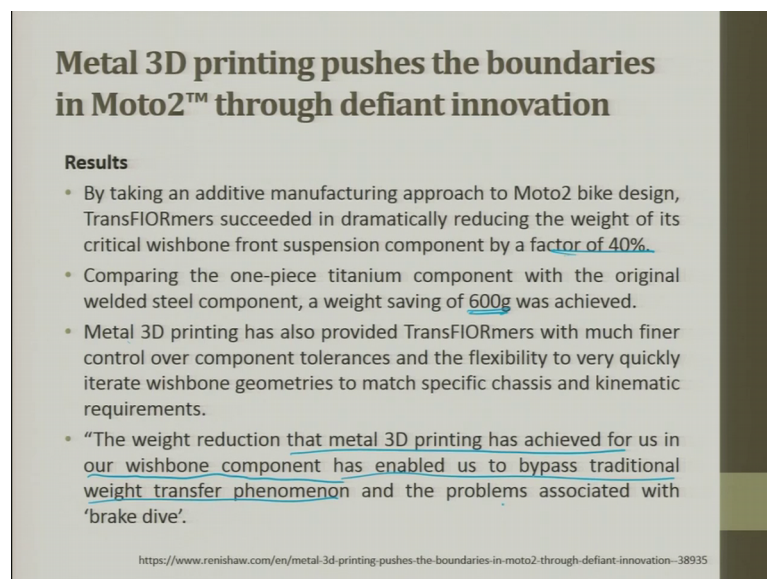 Metal 3D printing pushes the boundaries
in Moto2™ through defiant innovation
Results
• By taking an additive manufacturing approach to Moto2 bike design,
TransFIORmers succeeded in dramatically reducing the weight of its
critical wishbone front suspension component by a factor of 40%.
• Comparing the one-piece titanium component with the original
welded steel component, a weight saving of 600g was achieved.
• Metal 3D printing has also provided TransFIORmers with much finer
control over component tolerances and the flexibility to very quickly
iterate wishbone geometries to match specific chassis and kinematic
requirements.
• “The weight reduction that metal 3D printing has achieved for us in
our wishbone component has enabled us to bypass traditional
weight transfer phenomenon and the problems associated with
‘brake dive’.
https://www.renishaw.com/en/metal-3d-printing-pushes-the-boundaries-in-moto2-through-defiant-innovation--38935